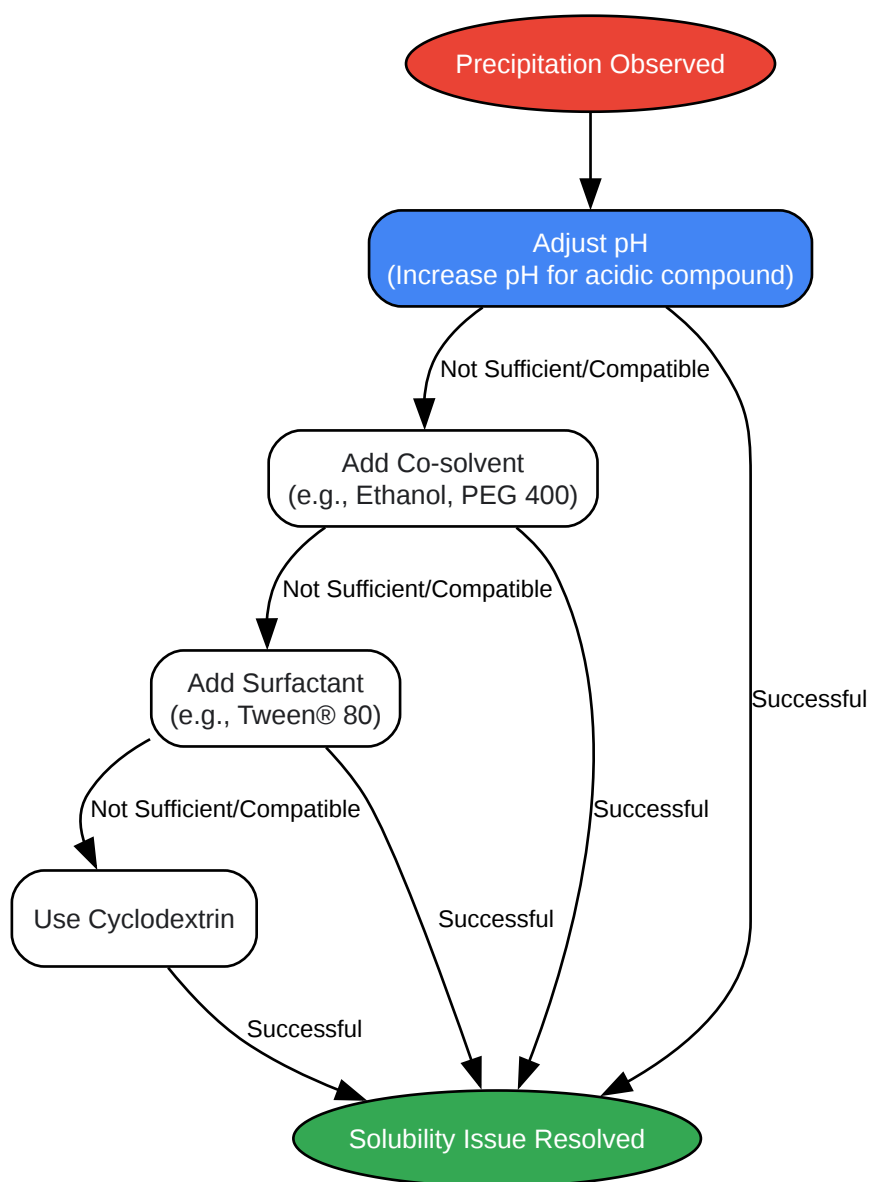 Precipitation Observed
Adjust pH
(Increase pH for acidic compound)
Not Sufficient/Compatible
Add Co-solvent
(e.g., Ethanol, PEG 400)
Not Sufficient/Compatible
Add Surfactant
(e.g., Tween® 80)
Successful
Not Sufficient/Compatible
Successful
Use Cyclodextrin
Successful
Successful
Solubility Issue Resolved